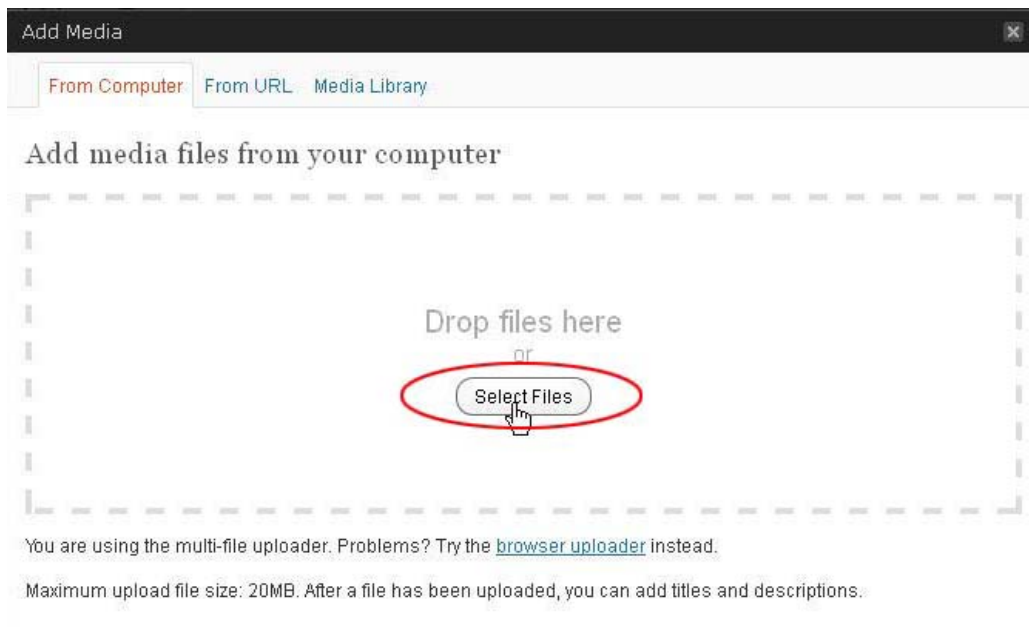 Add Media
From Computer From URL Media Library
Add media files from your computer
Drop files here
or
Select Files
You are using the multi-file uploader. Problems? Try the browser uploader instead.
Maximum upload file size: 20MB. After a file has been uploaded, you can add titles and descriptions.